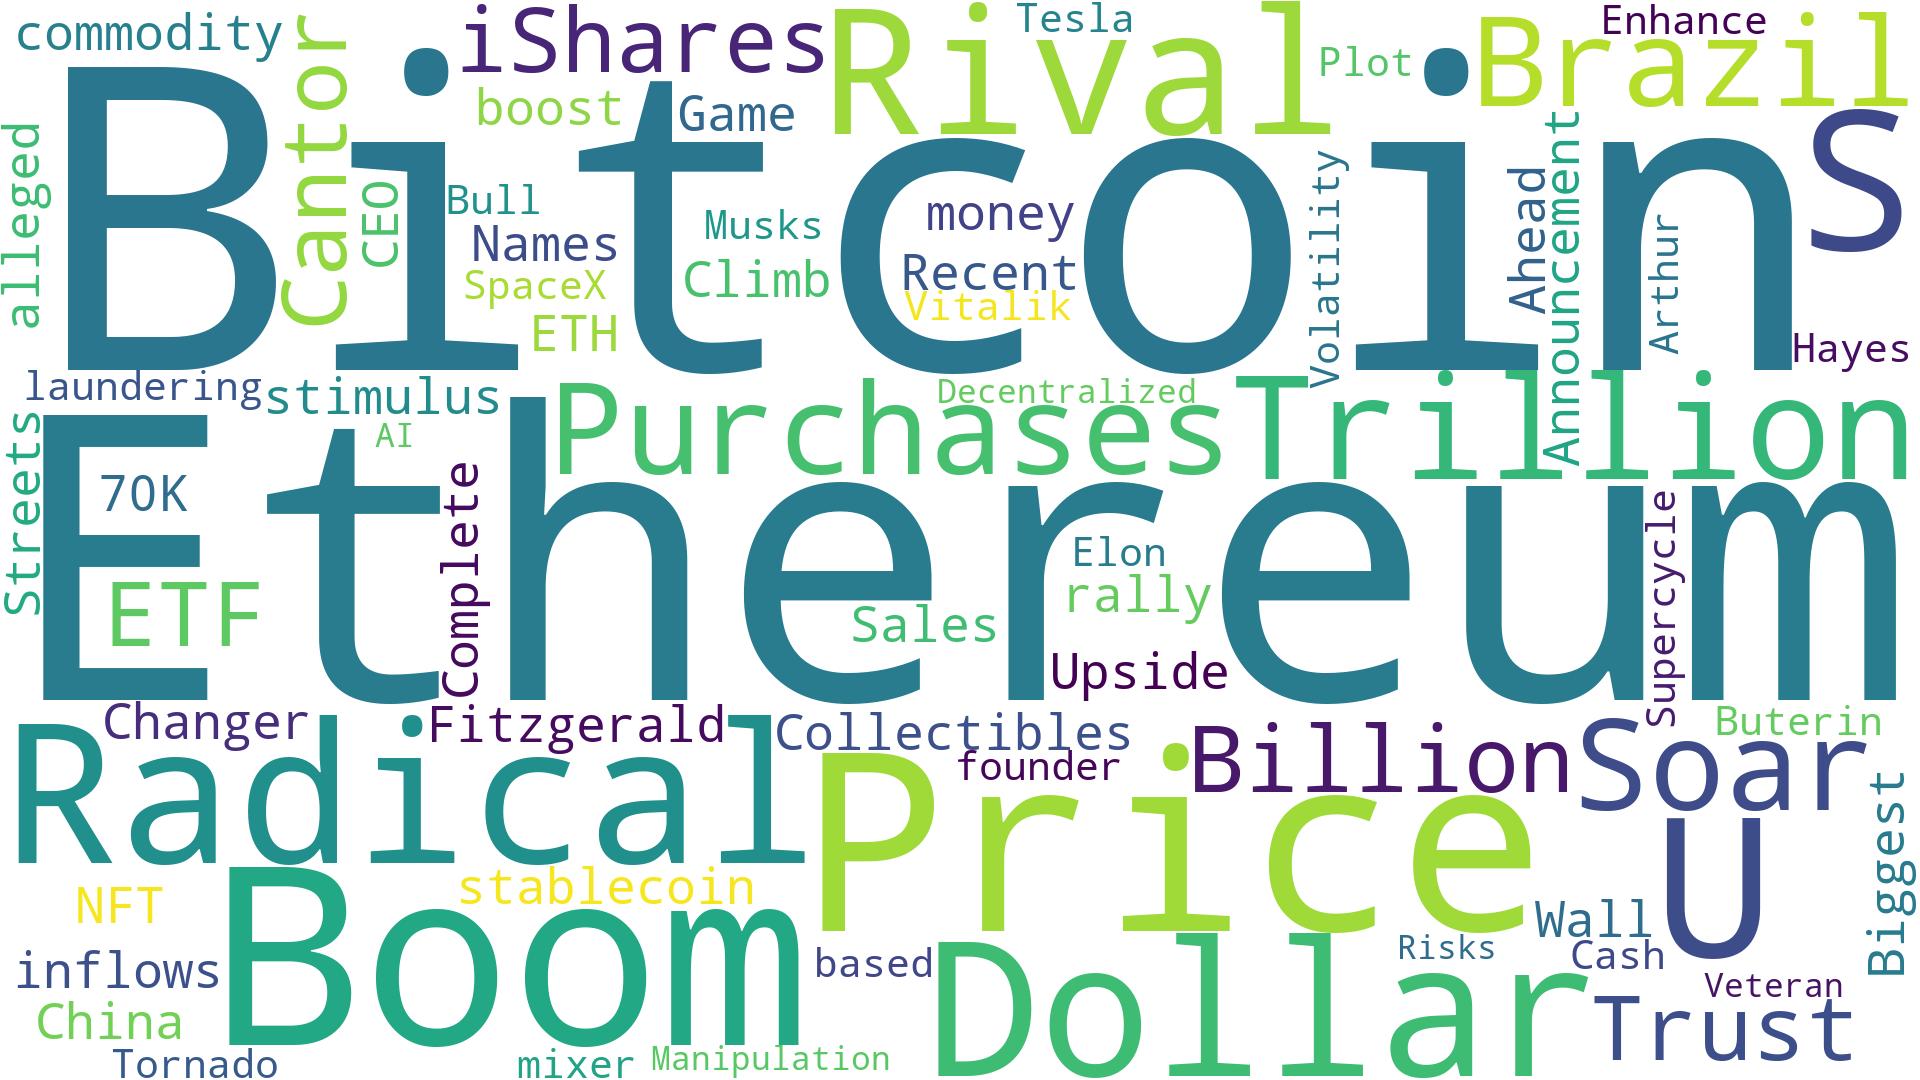 commodity
Cantor
iShares
Rival
Tesla
Plot
Brazil
Enhance
boost
Game
Bitcoin
S
alleged
CEO
Bull
Names
SpaceX
ETH
Musks
Climb
money
Recent
Vitalik
Volatility
Ahead
Announcement
Arthur
Hayes
laundering
stimulus
AI
Purchases
Decentralized
Trillion
Streets
70K
Ethereum
ETF
Complete
Elon
rally
Sales
Upside
Supercycle
Changer
Fitzgerald
Collectibles
founder
Billion
Soar
Buterin
Radical
Price
U
Biggest
NFT
stablecoin
Boom
inflows
based
Dollar
Risks
Wall
Cash
Veteran
Trust
China
Tornado
mixer
Manipulation